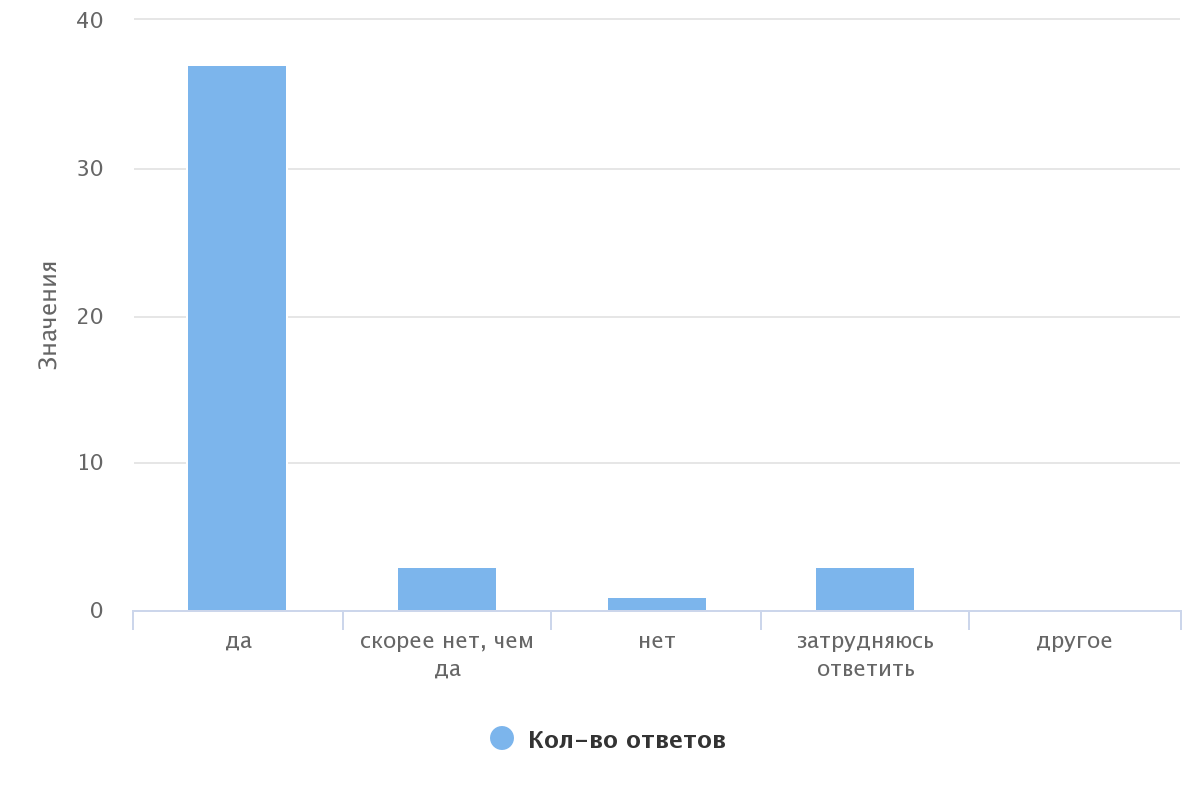 40
30
20
10
0
Значения
да
скорее нет, чем
да
нет
затрудняюсь
ответить
другое
Кол-во ответов